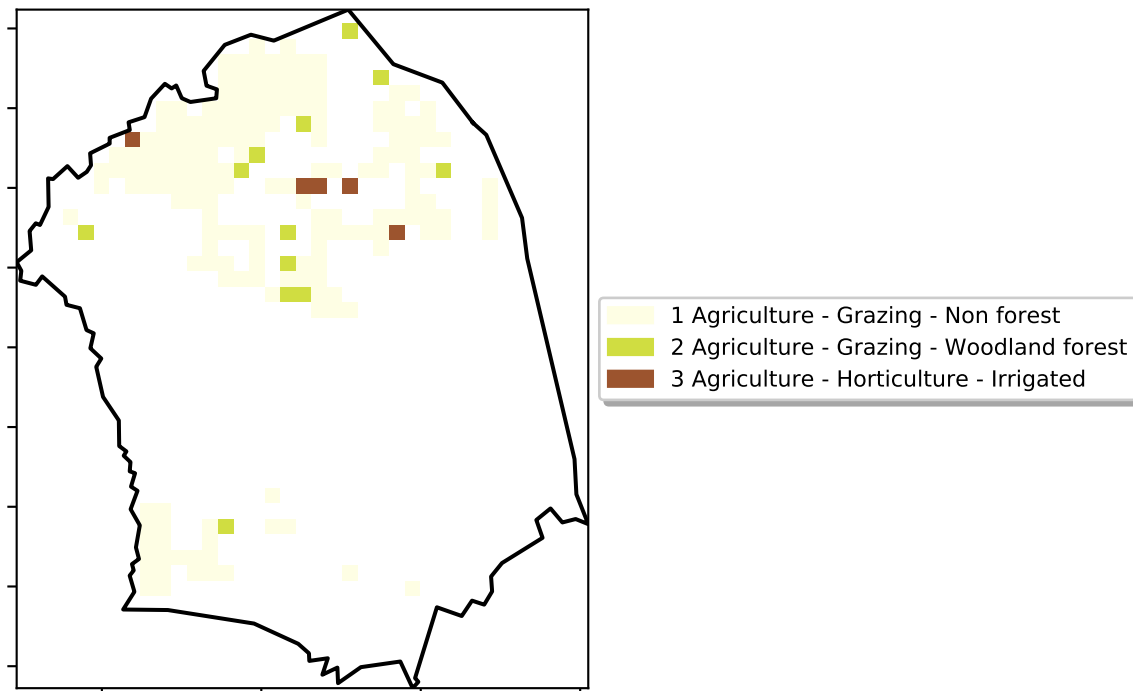 1 Agriculture - Grazing - Non forest
2 Agriculture - Grazing - Woodland forest
3 Agriculture - Horticulture - Irrigated